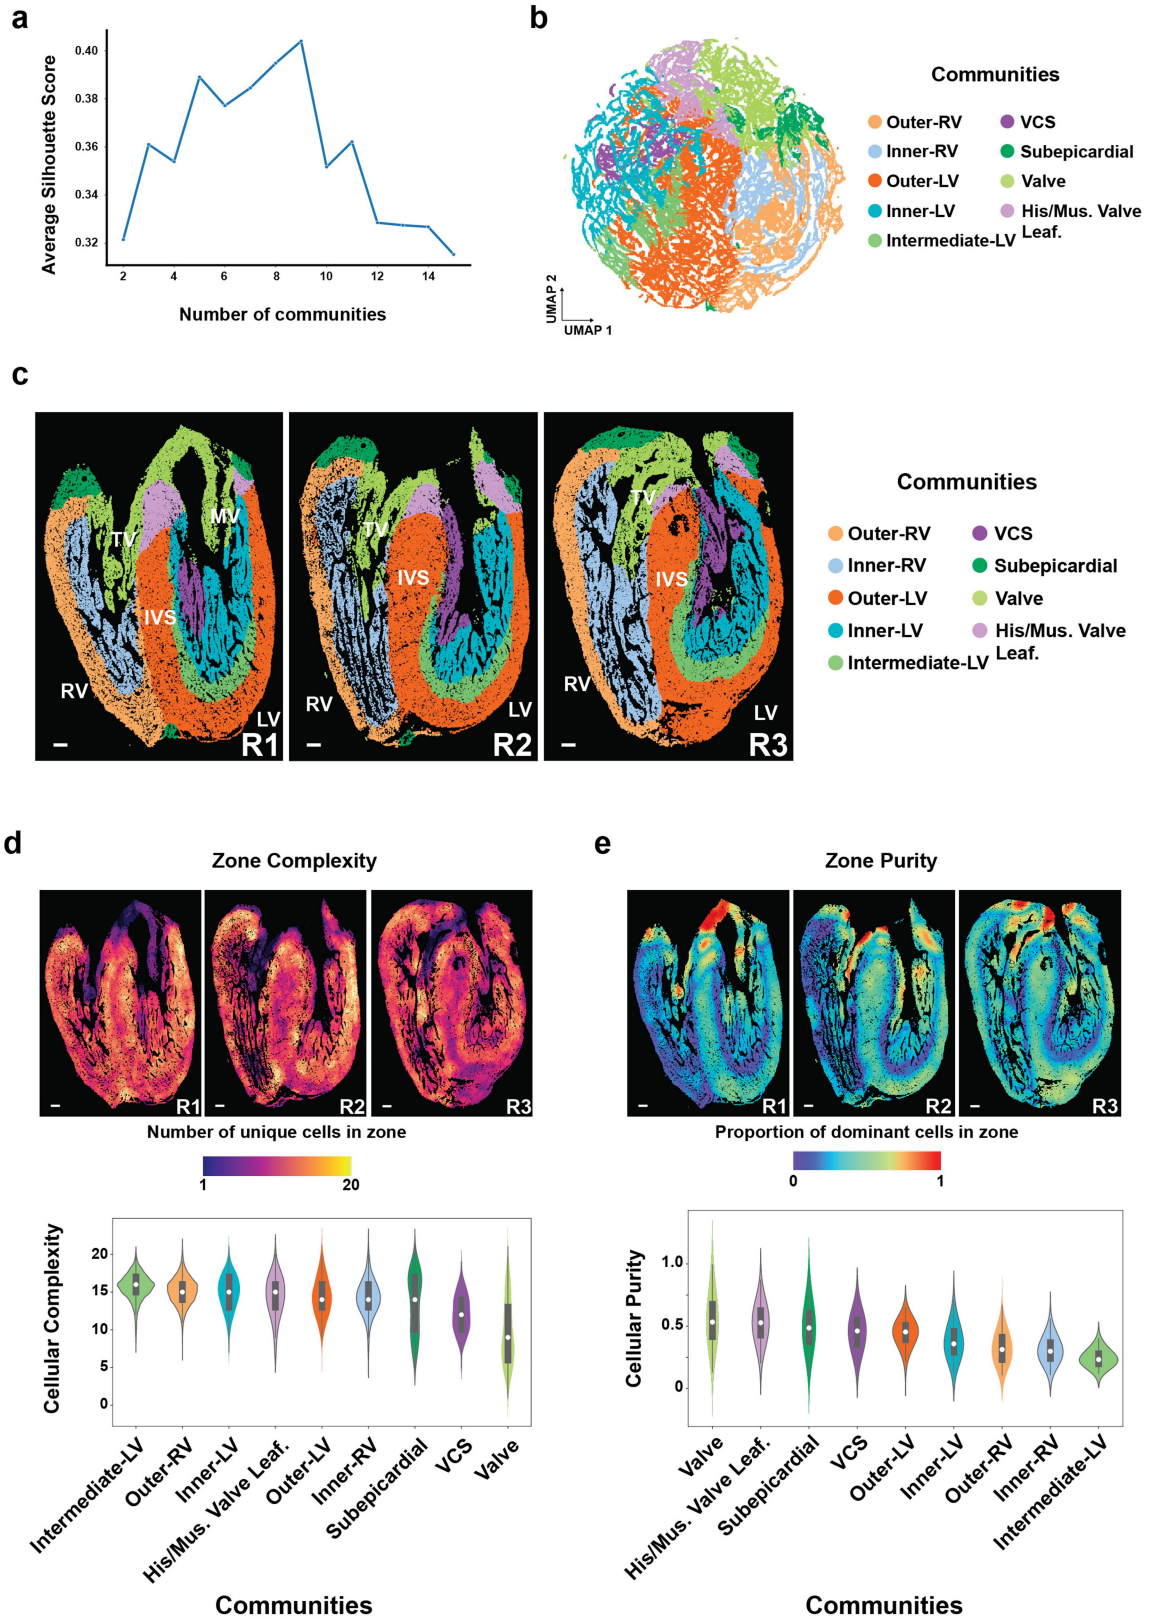 a
0.40
0.38
0.36
0.34
0.32
Average Silhouette Score
2 4 6 8 10 12 14
Number of communities
b
UMAP 2
UMAP 1
Communities
Outer-RV
Inner-RV
Outer-LV
Inner-LV
Intermediate-LV
VCS
Subepicardial
Valve
His/Mus. Valve
Leaf.
c
TV
MV
IVS
RV
LV
R1
TV
IVS
RV
LV
R2
TV
IVS
RV
LV
R3
Communities
Outer-RV
Inner-RV
Outer-LV
Inner-LV
Intermediate-LV
VCS
Subepicardial
Valve
His/Mus. Valve
Leaf.
d
Zone Complexity
R1
R2
R3
Number of unique cells in zone
1 20
Cellular Complexity
20
15
10
5
0
Intermediate-LV
Outer-RV
Inner-LV
His/Mus. Valve Leaf.
Outer-LV
Inner-RV
Subepicardial
VCS
Valve
Communities
e
Zone Purity
R1
R2
R3
Proportion of dominant cells in zone
0 1
Cellular Purity
1.0
0.5
0
Valve
His/Mus. Valve Leaf.
Subepicardial
VCS
Outer-LV
Inner-LV
Outer-RV
Inner-RV
Intermediate-LV
Communities